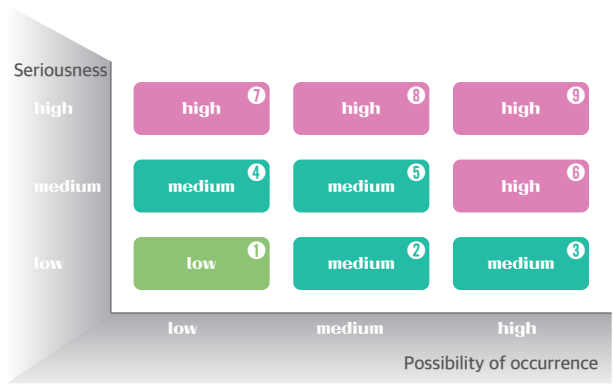 Seriousness
high high 7 high 8 high 9
medium medium 4 medium 5 high 6
low low 1 medium 2 medium 3
low medium high
Possibility of occurrence